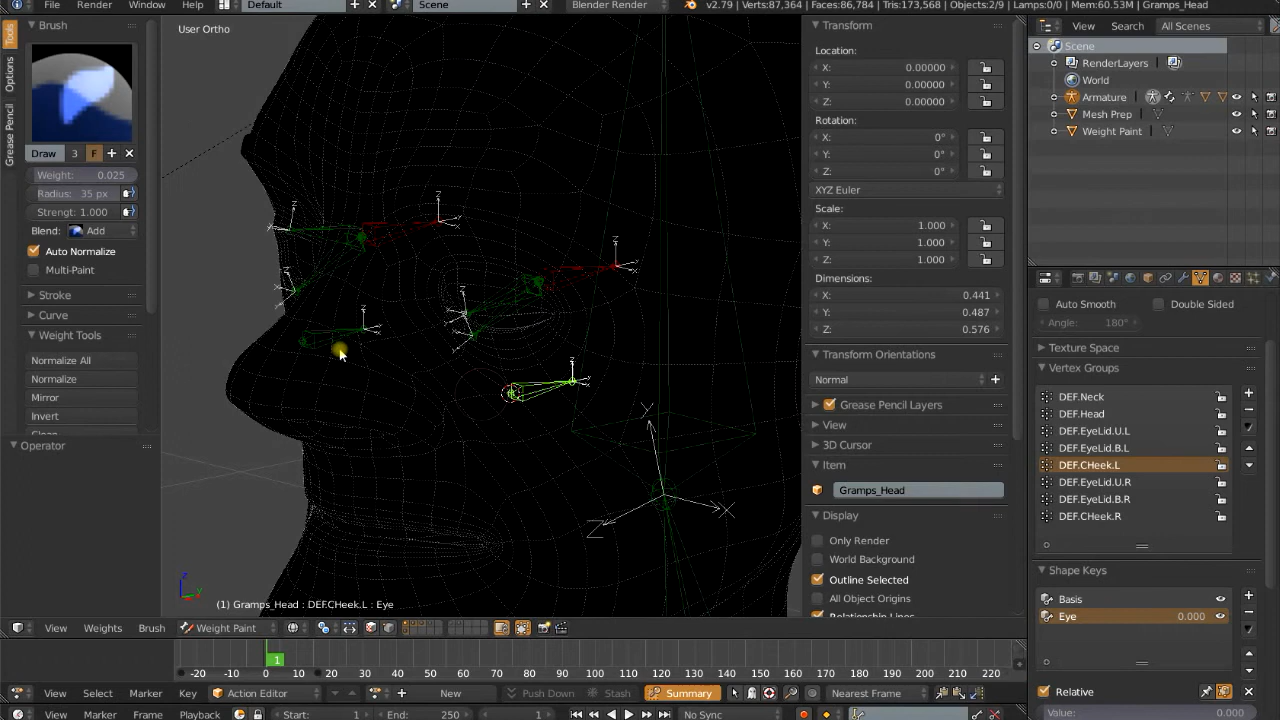 File
Render
Window
Help
Default
Scene
Blender Render
v2.79 | Verts:87,364 | Faces:86,784 | Tris:173,568 | Objects:2/9 | Lamps:0/0 | Mem:60.53M | Gramps_Head
Tools
Options
Grease Pencil
Brush
Draw
3
F
Weight: 0.025
Radius: 35 px
Strengt: 1.000
Blend:
Add
Auto Normalize
Multi-Paint
Stroke
Curve
Weight Tools
Normalize All
Normalize
Mirror
Invert
Operator
User Ortho
Z
Y
X
Z
(1) Gramps_Head : DEF.CHeek.L : Eye
Transform
Location:
X: 0.00000
Y: 0.00000
Z: 0.00000
Rotation:
X: 0°
Y: 0°
Z: 0°
XYZ Euler
Scale:
X: 1.000
Y: 1.000
Z: 1.000
Dimensions:
X: 0.441
Y: 0.487
Z: 0.576
Transform Orientations
Normal
Grease Pencil Layers
View
3D Cursor
Item
Gramps_Head
Display
Only Render
World Background
Outline Selected
All Object Origins
Relationship Lines
View
Search
All Scenes
Scene
RenderLayers
World
Armature
Mesh Prep
Weight Paint
Auto Smooth
Double Sided
Angle: 180°
Texture Space
Vertex Groups
DEF.Neck
DEF.Head
DEF.EyeLid.U.L
DEF.EyeLid.B.L
DEF.CHeek.L
DEF.EyeLid.U.R
DEF.EyeLid.B.R
DEF.CHeek.R
Shape Keys
Basis
Eye 0.000
Relative
Value: 0.000
View
Weights
Brush
Weight Paint
1
-20 -10 0 10 20 30 40 50 60 70 80 90 100 110 120 130 140 150 160 170 180 190 200 210 220
View
Select
Marker
Key
Action Editor
New
Push Down
Stash
Summary
Nearest Frame
View
Marker
Frame
Playback
Start: 1
End: 250
1
No Sync